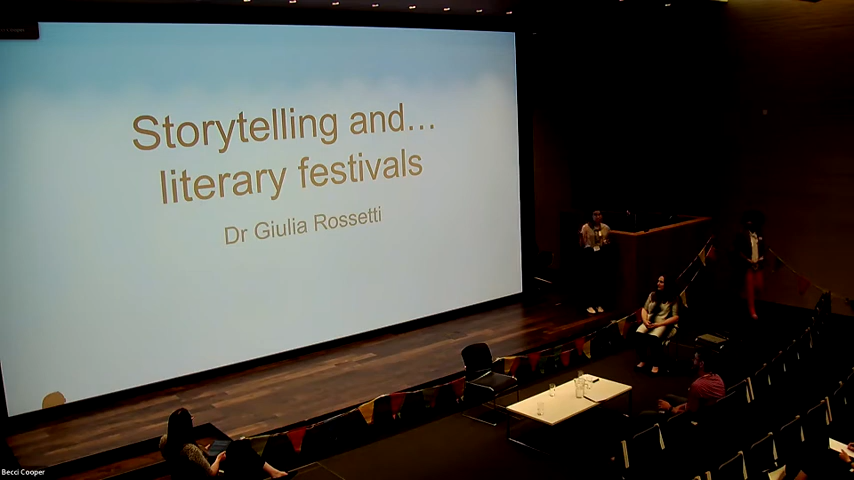 Storytelling and...
literary festivals
Dr Giulia Rossetti
Becci Cooper